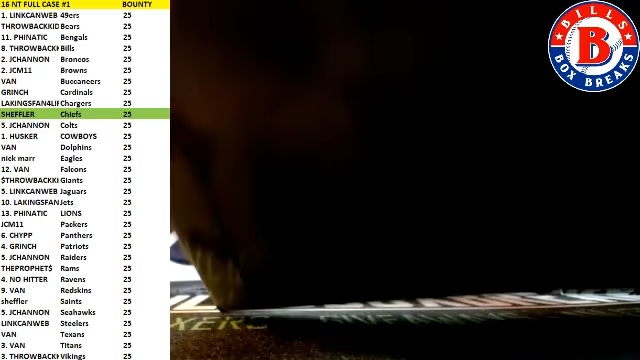 16 NT FULL CASE #1 BOUNTY
1. LINKCANWEB 49ers 25
THROWBACKKID Bears 25
11. PHINATIC Bengals 25
8. THROWBACKK Bills 25
2. JCHANNON Broncos 25
2. JCM11 Browns 25
VAN Buccaneers 25
GRINCH Cardinals 25
LAKINGSFAN4LIF Chargers 25
SHEFFLER Chiefs 25
5. JCHANNON Colts 25
1. HUSKER COWBOYS 25
VAN Dolphins 25
nick marr Eagles 25
12. VAN Falcons 25
$THROWBACKKI Giants 25
5. LINKCANWEB Jaguars 25
10. LAKINGSFAN Jets 25
13. PHINATIC LIONS 25
JCM11 Packers 25
6. CHYPP Panthers 25
4. GRINCH Patriots 25
5. JCHANNON Raiders 25
THEPROPHET$ Rams 25
4. NO HITTER Ravens 25
9. VAN Redskins 25
sheffler Saints 25
5. JCHANNON Seahawks 25
LINKCANWEB Steelers 25
VAN Texans 25
3. VAN Titans 25
3. THROWBACK Vikings 25
BILLS
B
BOX BREAKS